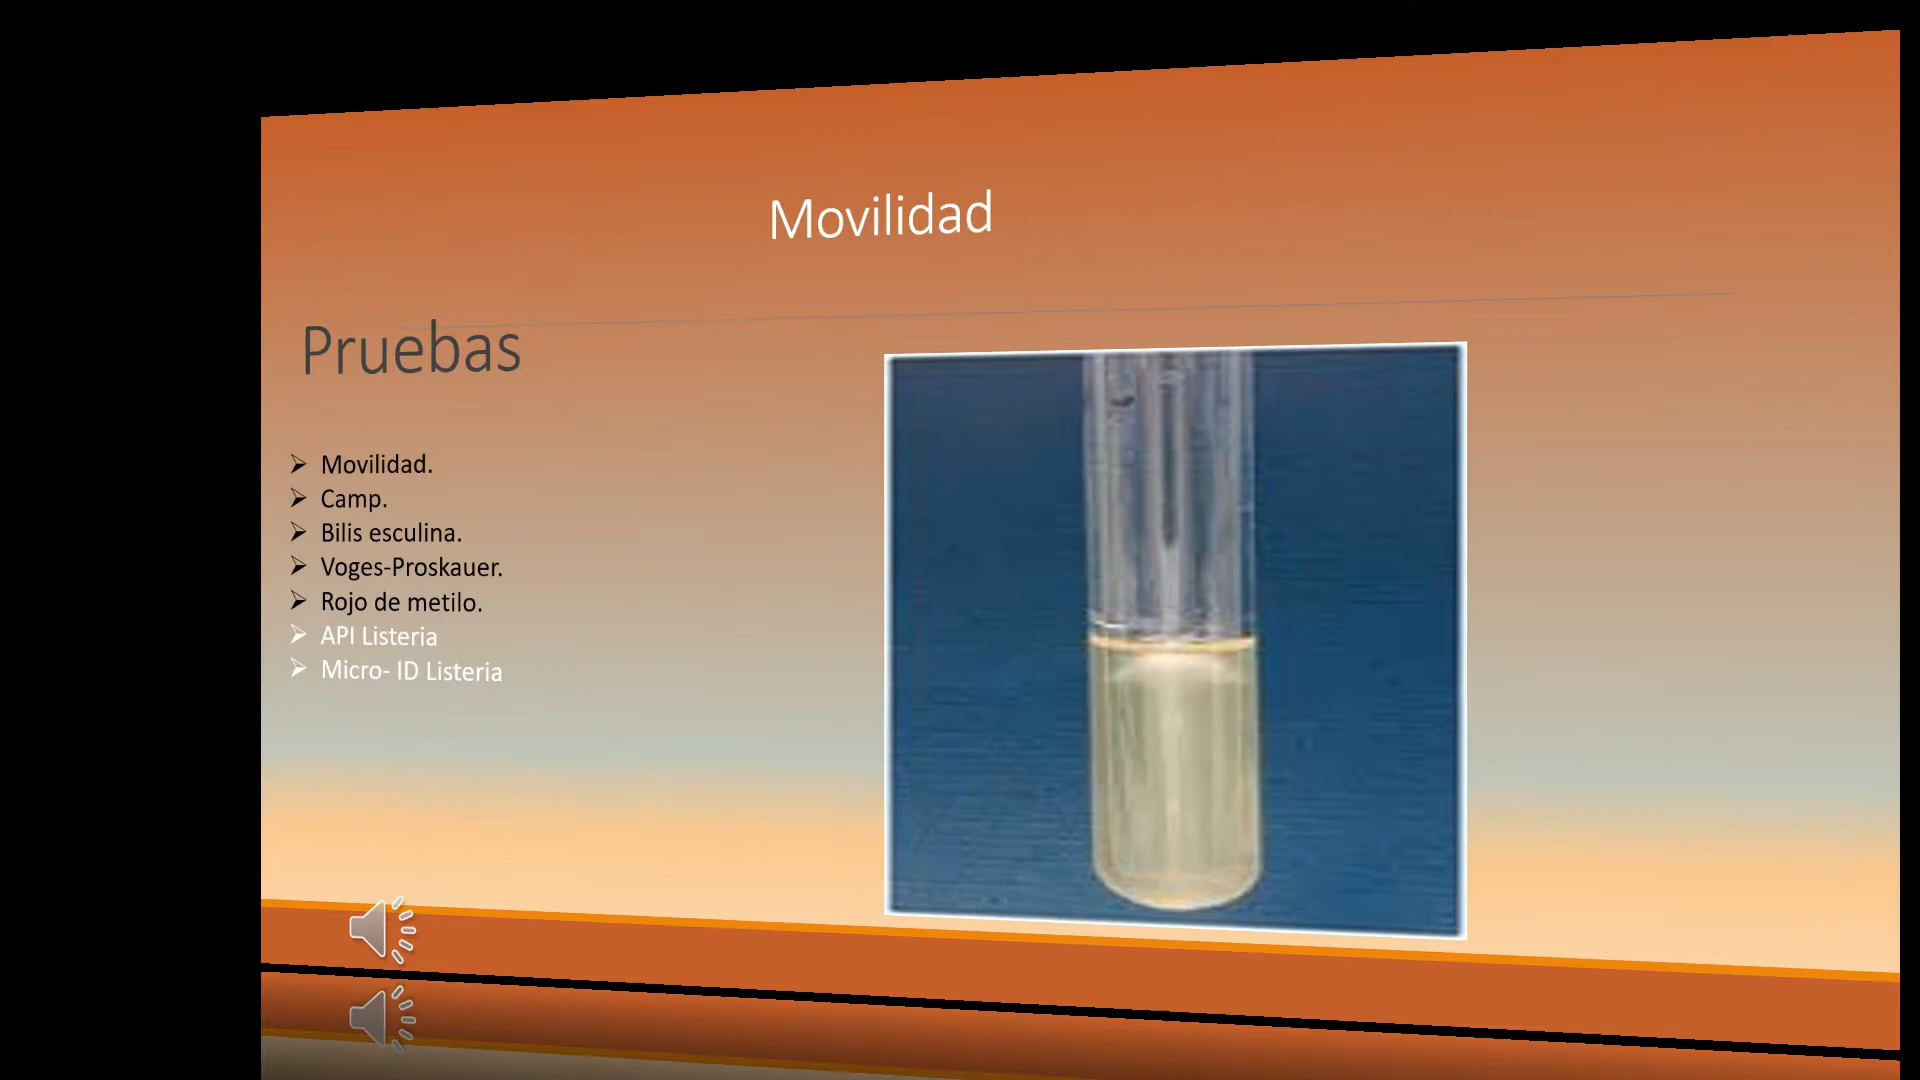 Movilidad
Pruebas
Movilidad.
Camp.
Bilis esculina.
Voges-Proskauer.
Rojo de metilo.
API Listeria
Micro- ID Listeria